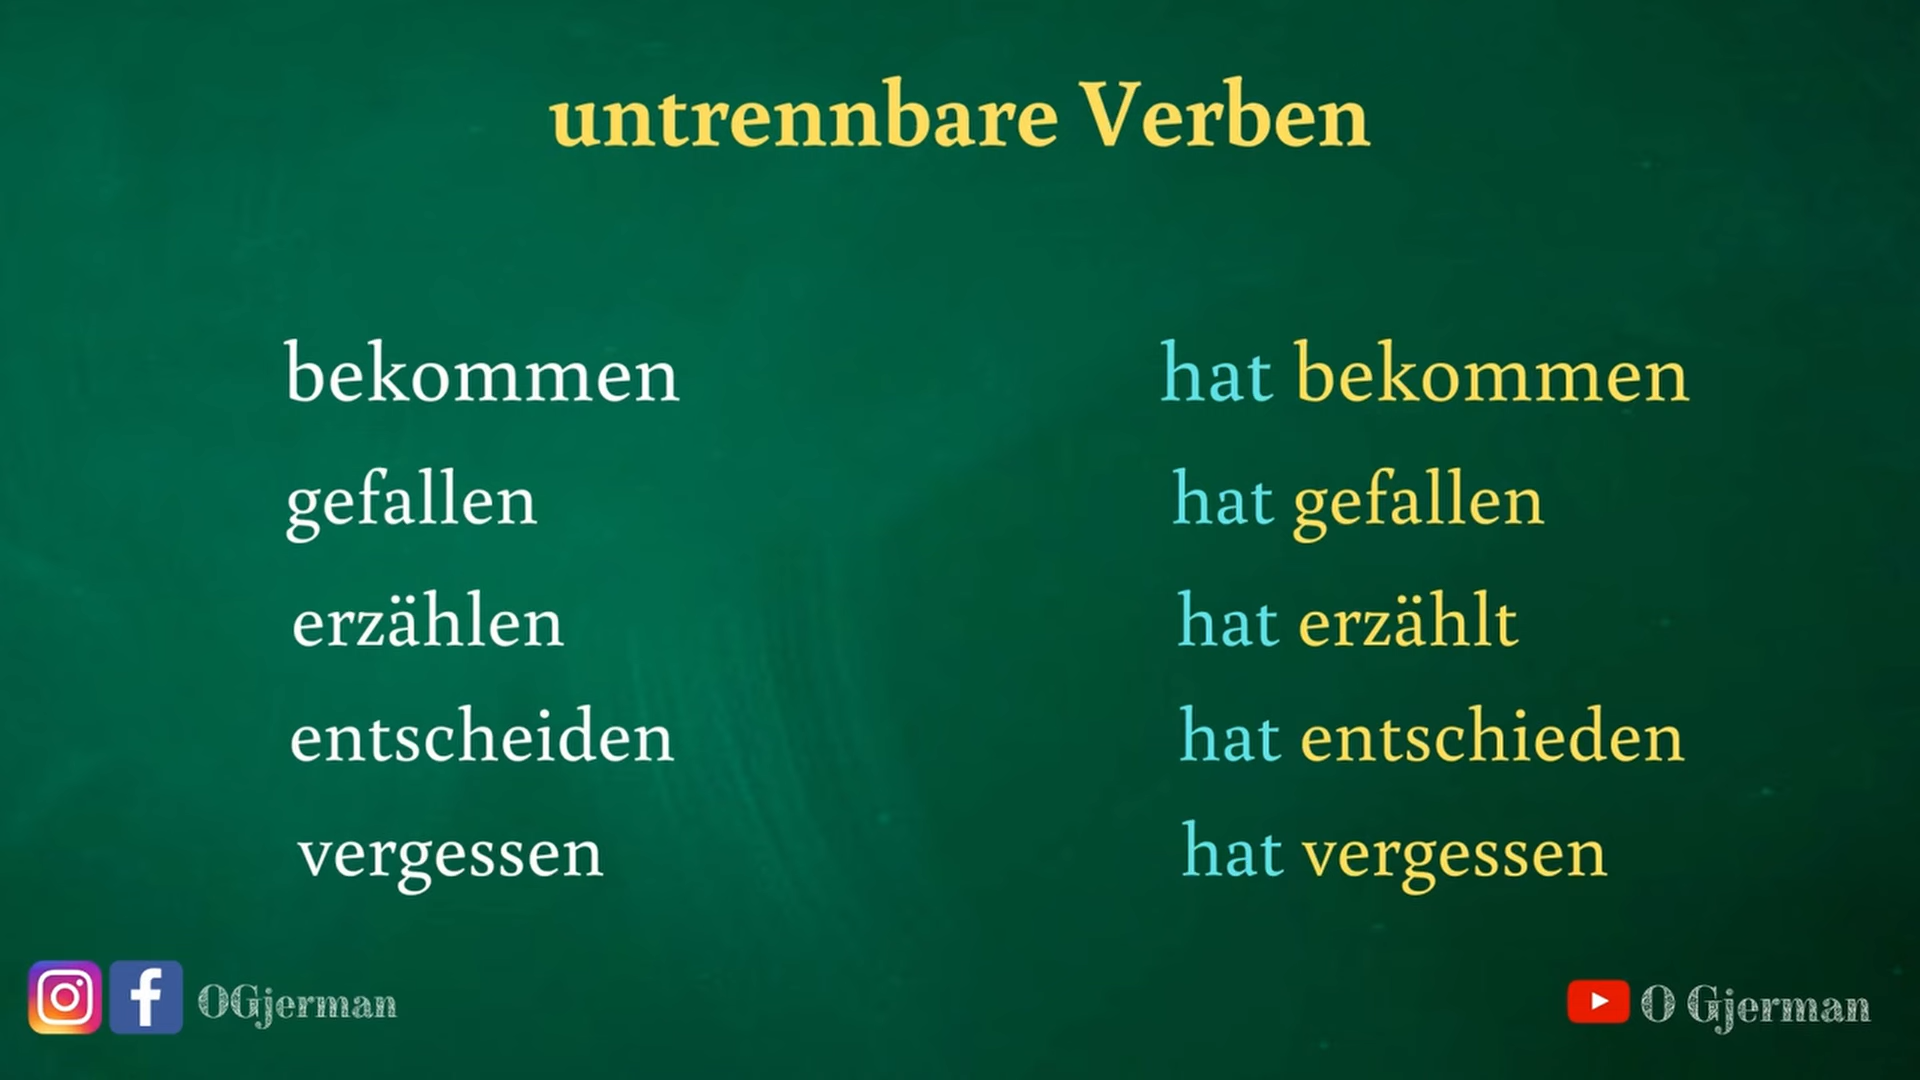 untrennbare Verben
bekommen hat bekommen
gefallen hat gefallen
erzählen hat erzählt
entscheiden hat entschieden
vergessen hat vergessen
OGjerman
O Gjerman